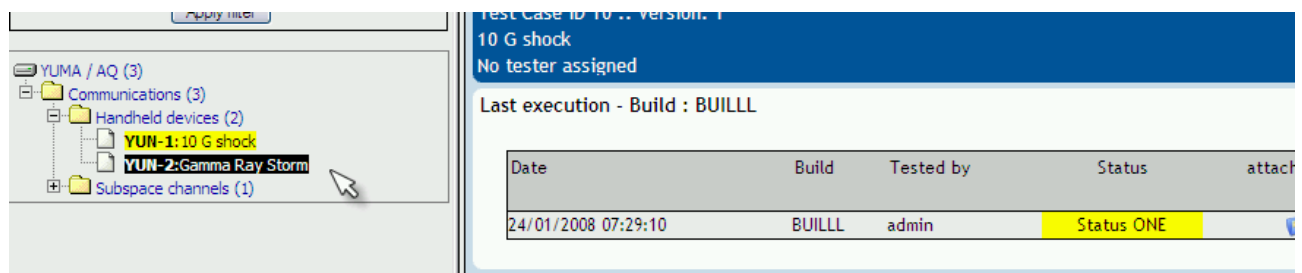 Apply filter
YUMA / AQ (3)
Communications (3)
Handheld devices (2)
YUN-1:10 G shock
YUN-2:Gamma Ray Storm
Subspace channels (1)
Test Case ID 10 .. Version. 1
10 G shock
No tester assigned
Last execution - Build : BUILLL
Date Build Tested by Status attach
24/01/2008 07:29:10 BUILLL admin Status ONE